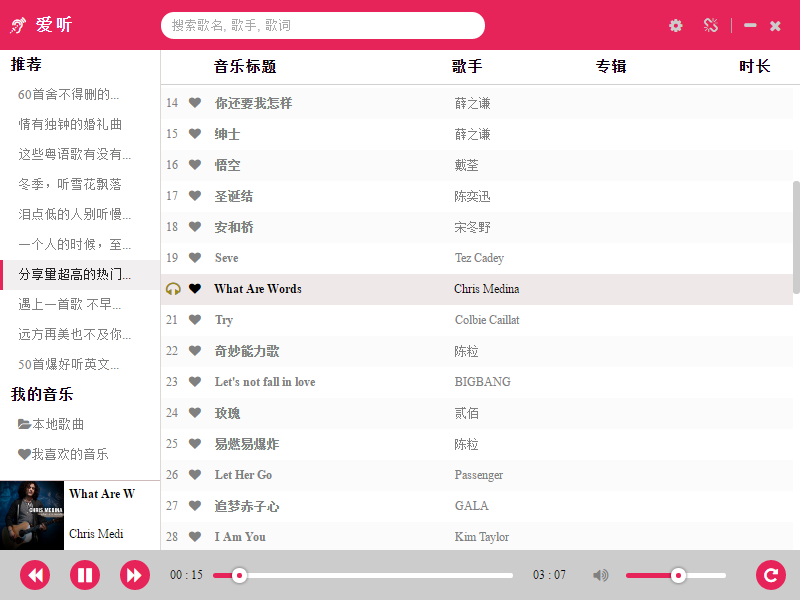 爱听
搜索歌名, 歌手, 歌词
推荐
60首舍不得删的...
情有独钟的婚礼曲
这些粤语歌有没有...
冬季，听雪花飘落
泪点低的人别听慢...
一个人的时候，至...
分享里超高的热门...
遇上一首歌 不早...
远方再美也不及你...
50首爆好听英文...
我的音乐
本地歌曲
我喜欢的音乐
音乐标题 歌手 专辑 时长
14 你还要我怎样 薛之谦
15 绅士 薛之谦
16 悟空 戴荃
17 圣诞结 陈奕迅
18 安和桥 宋冬野
19 Seve Tez Cadey
What Are Words Chris Medina
21 Try Colbie Caillat
22 奇妙能力歌 陈粒
23 Let's not fall in love BIGBANG
24 玫瑰 贰佰
25 易燃易爆炸 陈粒
26 Let Her Go Passenger
27 追梦赤子心 GALA
28 I Am You Kim Taylor
CHRIS MEDINA
What Are W
Chris Medi
00 : 15 03 : 07